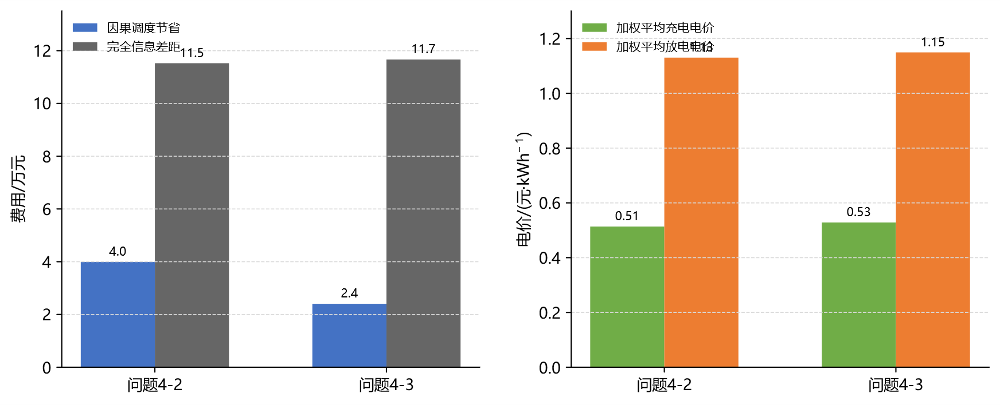 因果调度节省
完全信息差距
费用/万元
12
10
8
6
4
2
0
4.0
11.5
2.4
11.7
问题4-2
问题4-3
加权平均充电电价
加权平均放电电价
电价/(元·kWh⁻¹)
1.2
1.0
0.8
0.6
0.4
0.2
0.0
0.51
1.13
0.53
1.15
问题4-2
问题4-3